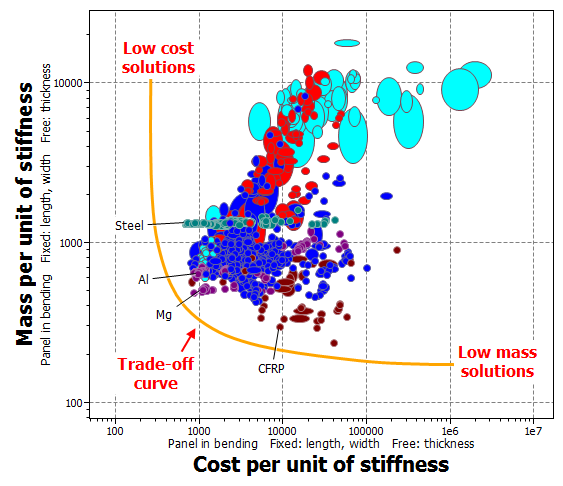 Low cost
solutions
Mass per unit of stiffness
Panel in bending    Fixed: length, width    Free: thickness
10000
1000
100
Steel
Al
Mg
CFRP
Trade-off
curve
Low mass
solutions
100
1000
10000
100000
1e6
1e7
Panel in bending    Fixed: length, width    Free: thickness
Cost per unit of stiffness